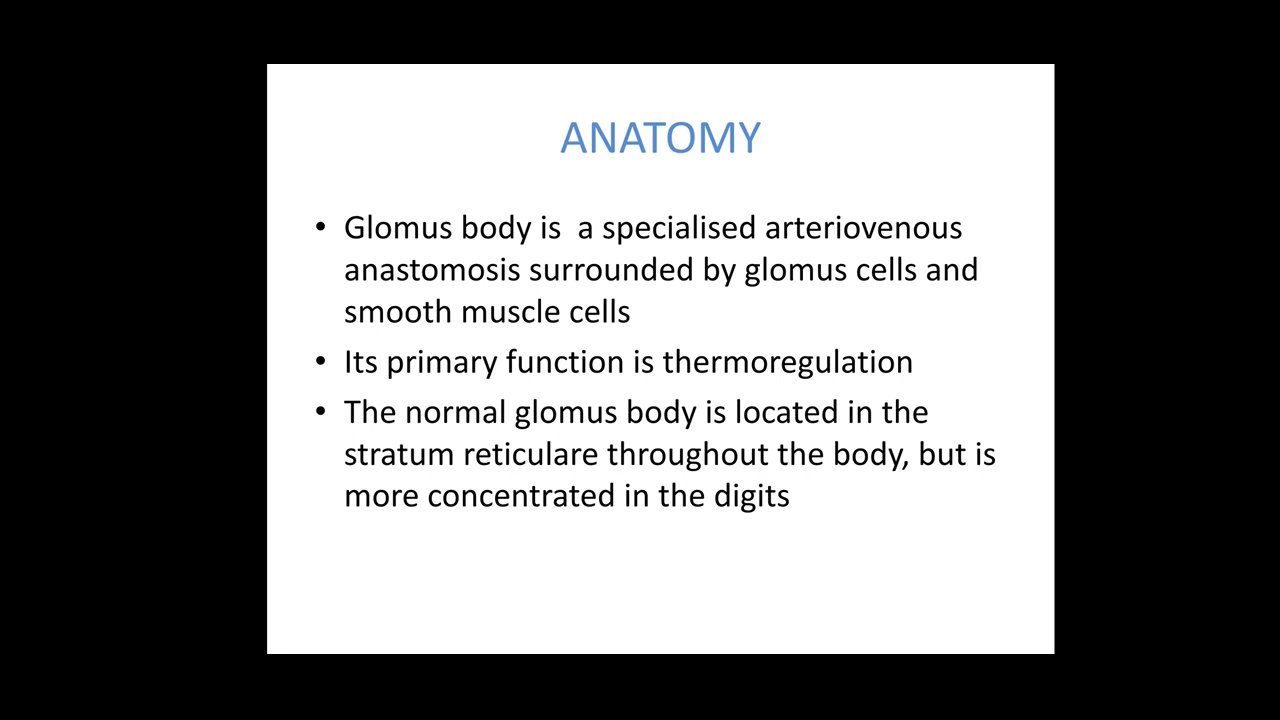 ANATOMY
• Glomus body is  a specialised arteriovenous
anastomosis surrounded by glomus cells and
smooth muscle cells
• Its primary function is thermoregulation
• The normal glomus body is located in the
stratum reticulare throughout the body, but is
more concentrated in the digits